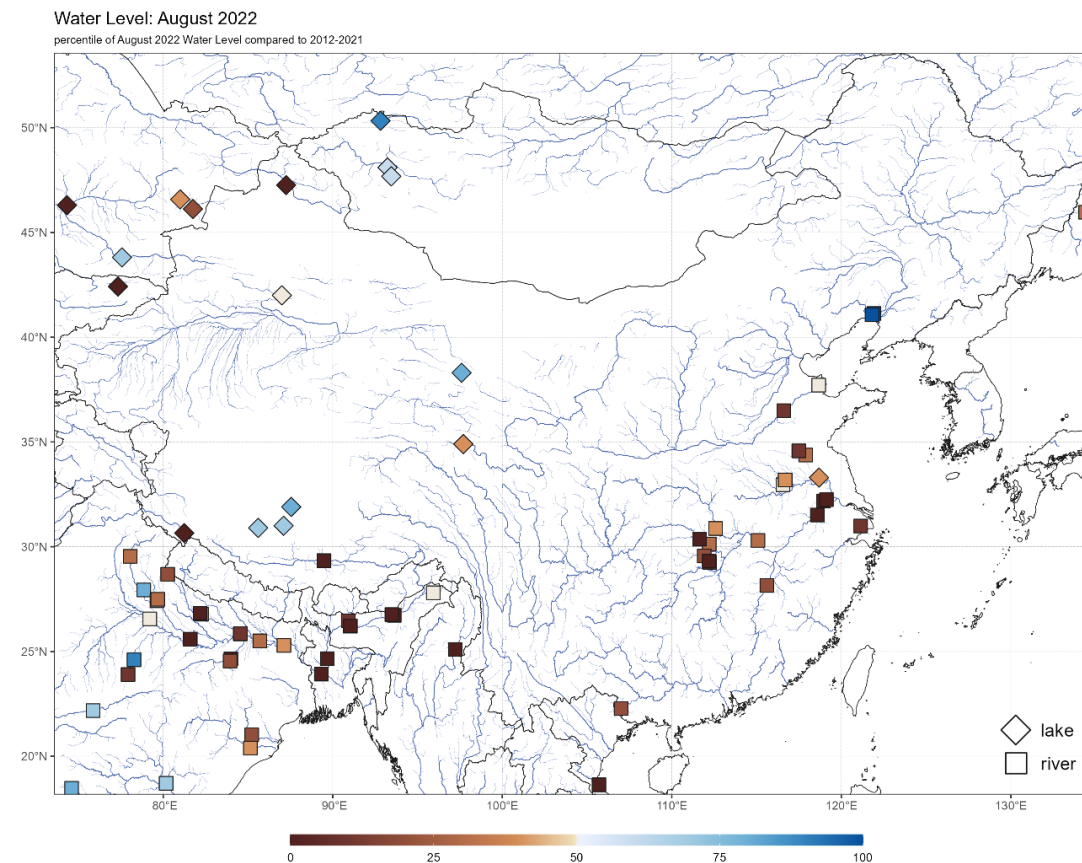 Water Level: August 2022
percentile of August 2022 Water Level compared to 2012-2021
50°N
45°N
40°N
35°N
30°N
25°N
20°N
lake
river
80°E
90°E
100°E
110°E
120°E
130°E
0
25
50
75
100